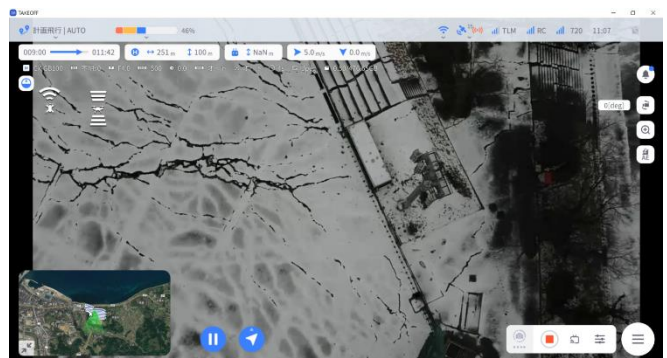 TAKEOFF
計画飛行 | AUTO
46%
TLM
RC
720
11:07
009:00
011:42
H
251 m
100 m
NaN m
5.0 m/s
0.0 m/s
0[deg]
AE